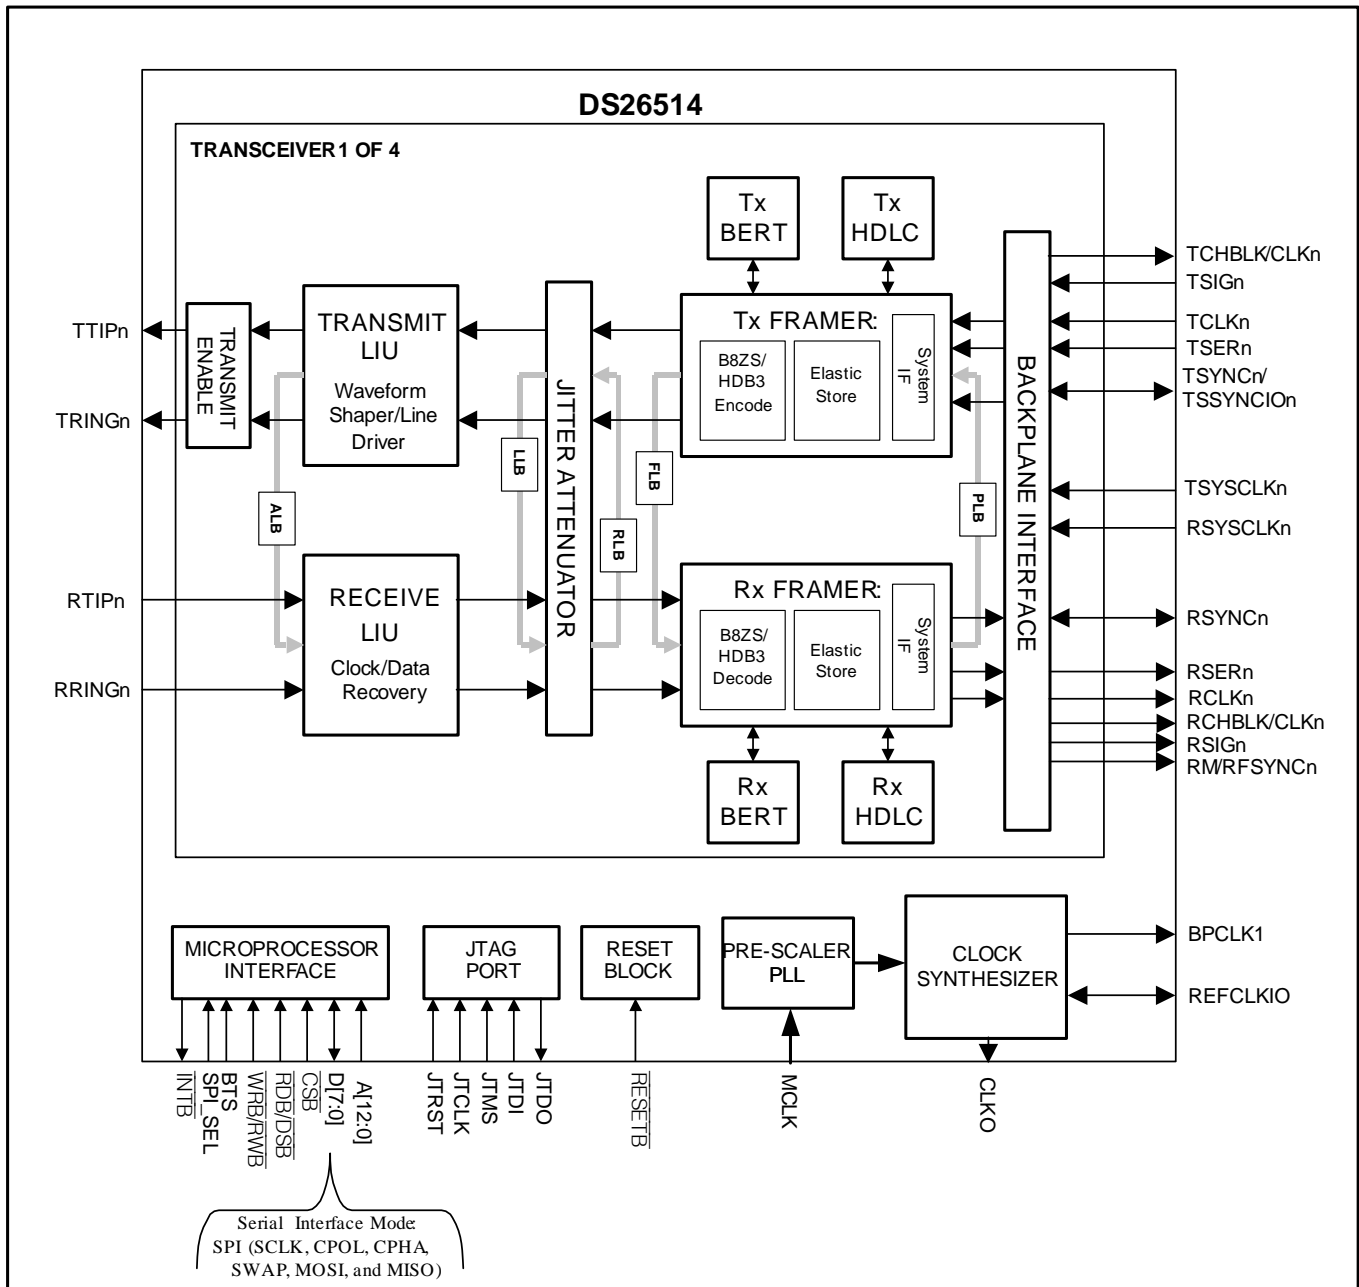 DS26514
TRANSCEIVER 1 OF 4
Tx
BERT
Tx
HDLC
TRANSMIT
LIU
Waveform
Shaper/Line
Driver
TRANSMIT
ENABLE
JITTER ATTENUATOR
Tx FRAMER:
B8ZS/
HDB3
Encode
Elastic
Store
System
IF
BACKPLANE INTERFACE
TTIPn
TRINGn
RTIPn
RRINGn
ALB
LLB
RLB
FLB
PLB
RECEIVE
LIU
Clock/Data
Recovery
Rx FRAMER:
B8ZS/
HDB3
Decode
Elastic
Store
System
IF
Rx
BERT
Rx
HDLC
TCHBLK/CLKn
TSIGn
TCLKn
TSERn
TSYNCn/
TSSYNCIOn
TSYSCLKn
RSYSCLKn
RSYNCn
RSERn
RCLKn
RCHBLK/CLKn
RSIGn
RM/RFSYNCn
MICROPROCESSOR
INTERFACE
JTAG
PORT
RESET
BLOCK
PRE-SCALER
PLL
CLOCK
SYNTHESIZER
BPCLK1
REFCLKIO
INTB
SPI_SEL
BTS
WRB/RWB
RDB/DSB
CSB
D[7:0]
A[12:0]
JTRST
JTCLK
JTMS
JTDI
JTDO
RESETB
MCLK
CLKO
Serial Interface Mode:
SPI (SCLK, CPOL, CPHA,
SWAP, MOSI, and MISO)